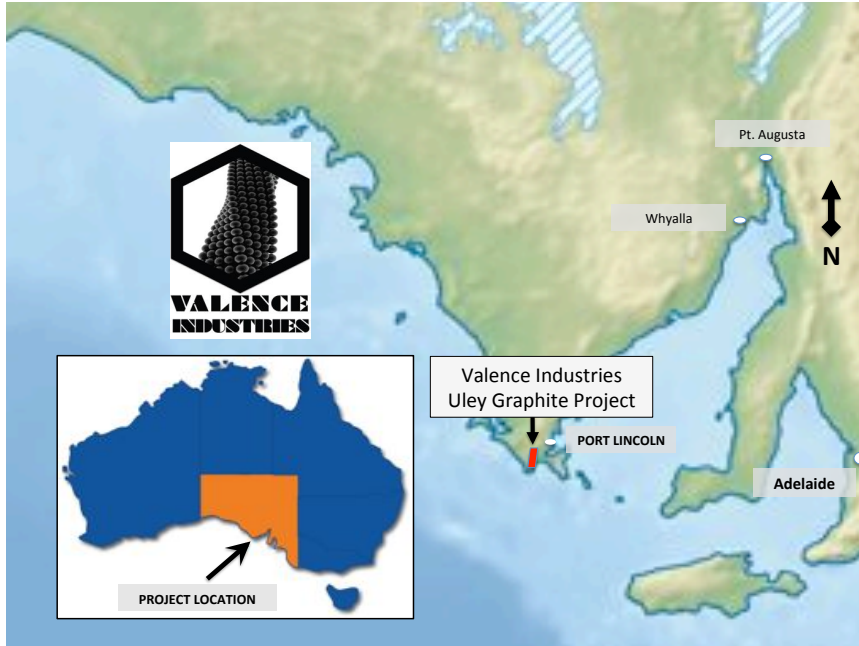 Pt. Augusta
Whyalla
N
VALENCE
INDUSTRIES
Valence Industries
Uley Graphite Project
PORT LINCOLN
Adelaide
PROJECT LOCATION